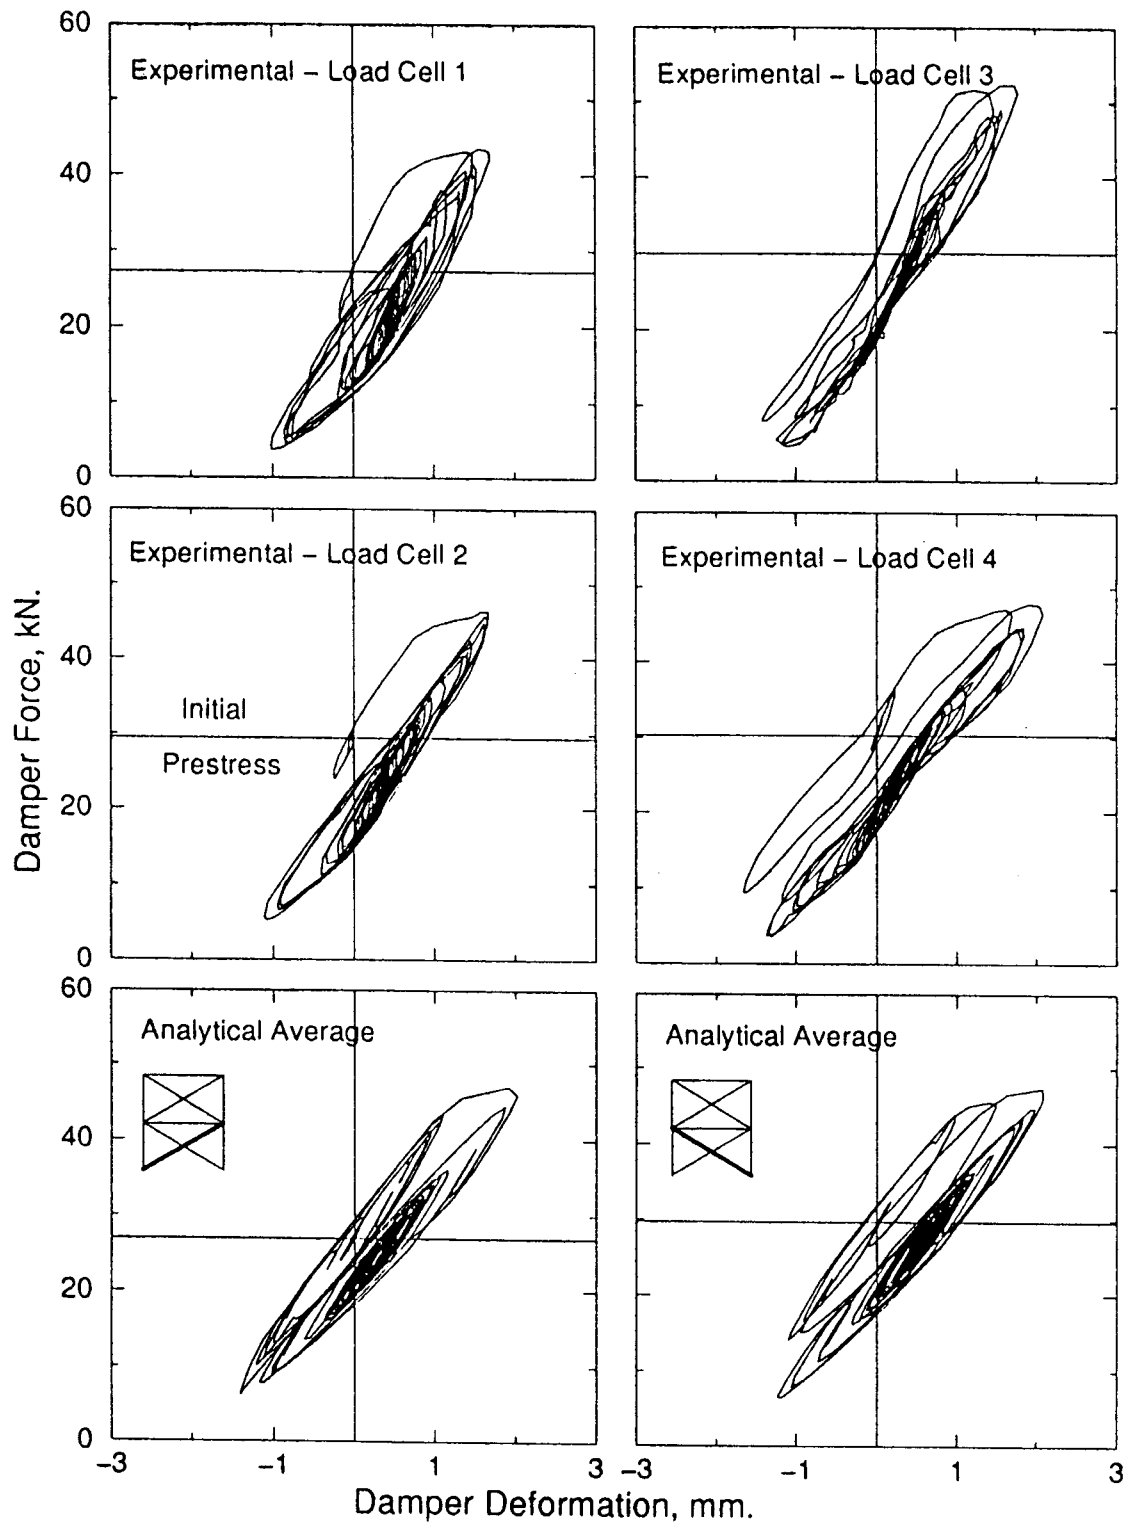 60
Experimental – Load Cell 1
Experimental – Load Cell 3
40
20
0
60
Experimental – Load Cell 2
Experimental – Load Cell 4
40
Initial
Prestress
20
0
60
Analytical Average
Analytical Average
40
20
0
Damper Force, kN.
−3 −1 1 3 −3 −1 1 3
Damper Deformation, mm.